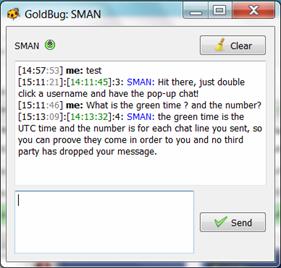 GoldBug: SMAN
SMAN
Clear
[14:57:53] me: test
[15:11:21]:[14:11:45]:3: SMAN: Hit there, just double
click a username and have the pop-up chat!
[15:11:46] me: What is the green time ? and the number?
[15:13:09]:[14:13:32]:4: SMAN: the green time is the
UTC time and the number is for each chat line you sent, so
you can proove they come in order to you and no third
party has dropped your message.
Send